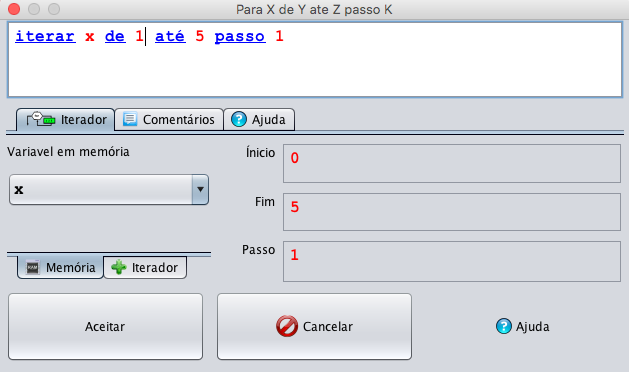 Para X de Y ate Z passo K
iterar x de 1 até 5 passo 1
Iterador Comentários Ajuda
Variavel em memória
x
Ínicio 0
Fim 5
Passo 1
Memória Iterador
Aceitar Cancelar Ajuda